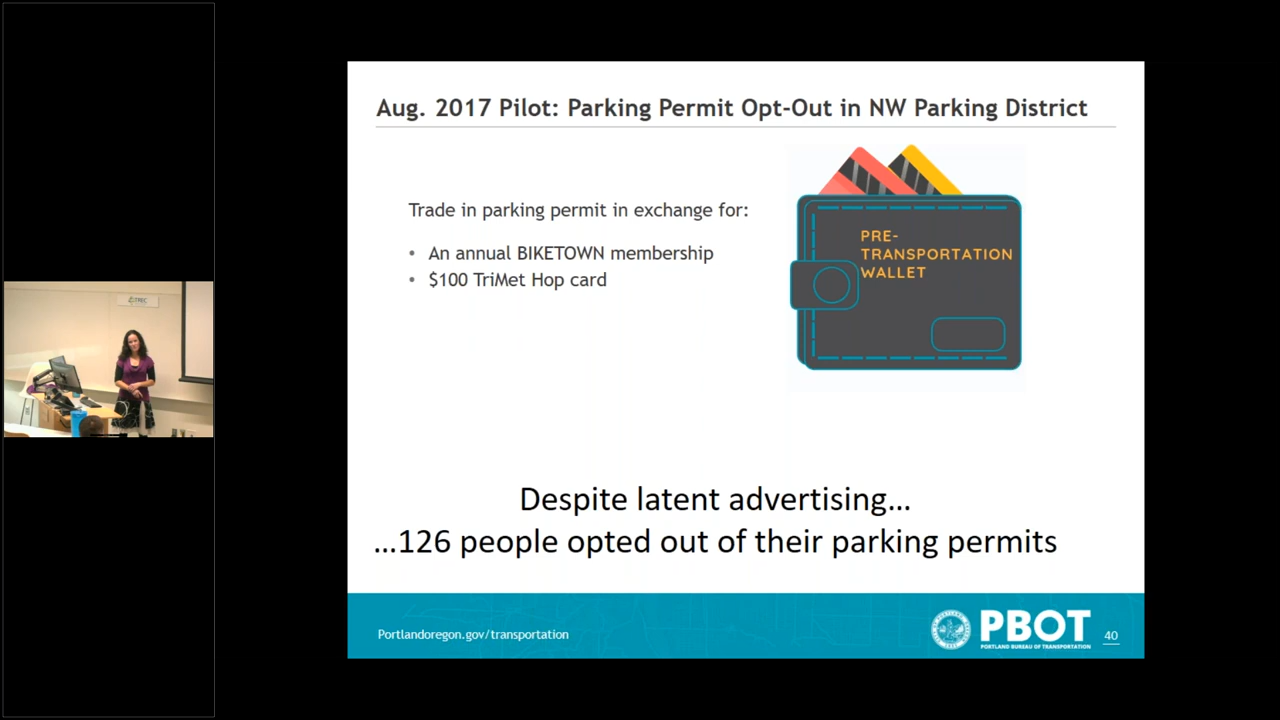 Aug. 2017 Pilot: Parking Permit Opt-Out in NW Parking District
Trade in parking permit in exchange for:
• An annual BIKETOWN membership
• $100 TriMet Hop card
PRE-
TRANSPORTATION
WALLET
Despite latent advertising...
...126 people opted out of their parking permits
Portlandoregon.gov/transportation
PBOT
PORTLAND BUREAU OF TRANSPORTATION
40
TREC